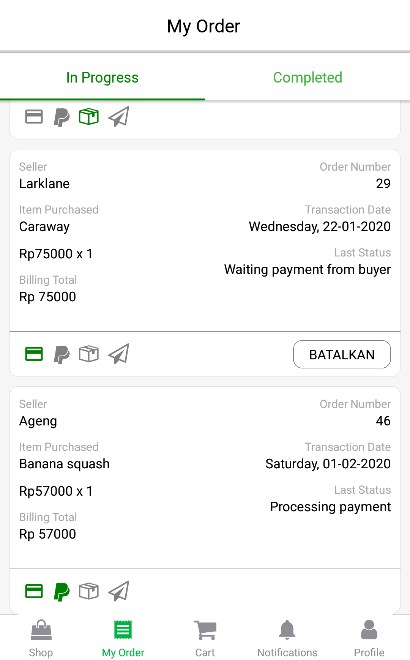 My Order
In Progress
Completed
Seller
Order Number
Larklane
29
Item Purchased
Transaction Date
Caraway
Wednesday, 22-01-2020
Rp75000 x 1
Last Status
Waiting payment from buyer
Billing Total
Rp 75000
BATALKAN
Seller
Order Number
Ageng
46
Item Purchased
Transaction Date
Banana squash
Saturday, 01-02-2020
Rp57000 x 1
Last Status
Processing payment
Billing Total
Rp 57000
Shop
My Order
Cart
Notifications
Profile